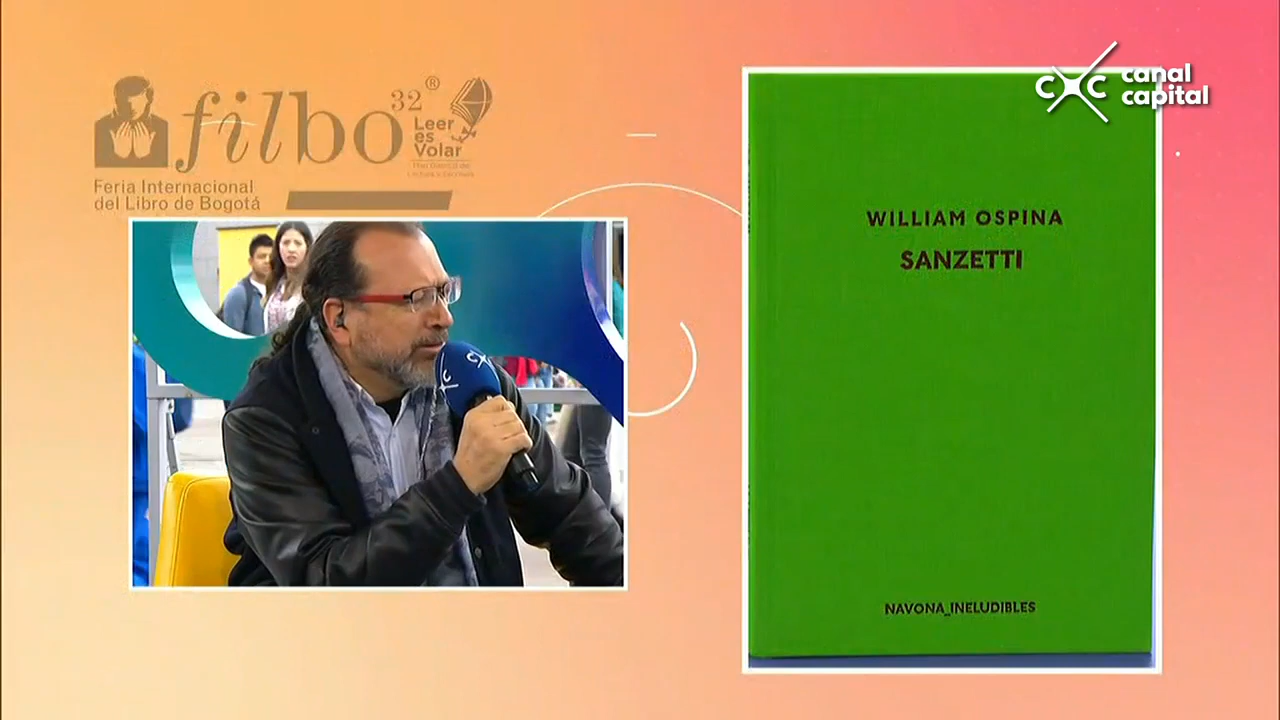 filbo 32 ®
Leer
es
Volar
Feria Internacional
del Libro de Bogotá
canal
capital
WILLIAM OSPINA
SANZETTI
NAVONA_INELUDIBLES